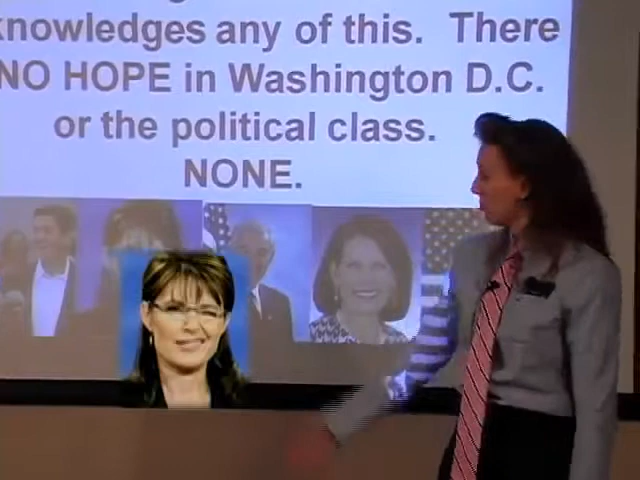 knowledges any of this. There
NO HOPE in Washington D.C.
or the political class.
NONE.